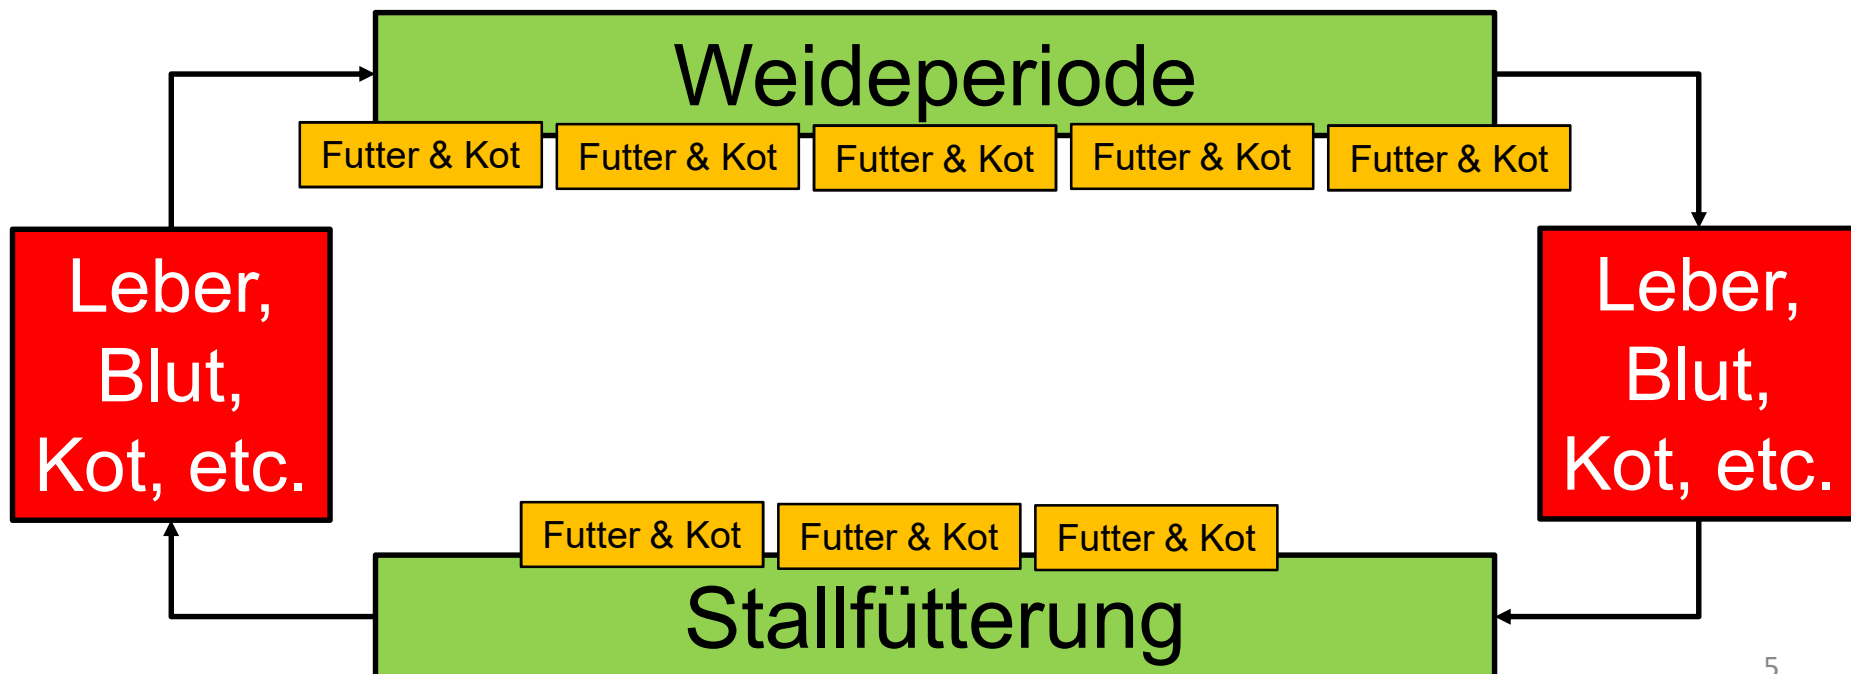 Weideperiode
Futter & Kot
Futter & Kot
Futter & Kot
Futter & Kot
Futter & Kot
Leber,
Blut,
Kot, etc.
Leber,
Blut,
Kot, etc.
Futter & Kot
Futter & Kot
Futter & Kot
Stallfütterung
5